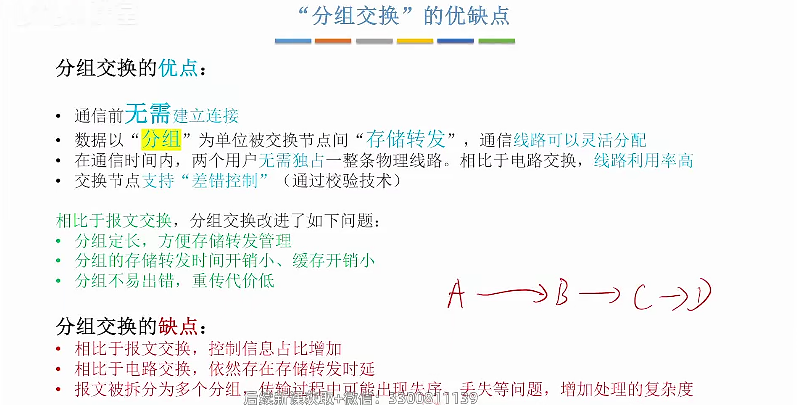 “分组交换”的优缺点
分组交换的优点：
• 通信前无需建立连接
• 数据以“分组”为单位被交换节点间“存储转发”，通信线路可以灵活分配
• 在通信时间内，两个用户无需独占一整条物理线路。相比于电路交换，线路利用率高
• 交换节点支持“差错控制”（通过校验技术）
相比于报文交换，分组交换改进了如下问题：
• 分组定长，方便存储转发管理
• 分组的存储转发时间开销小、缓存开销小
• 分组不易出错，重传代价低
A → B → C → D
分组交换的缺点：
• 相比于报文交换，控制信息占比增加
• 相比于电路交换，依然存在存储转发时延
• 报文被拆分为多个分组，传输过程中可能出现失序、丢失等问题，增加处理的复杂度